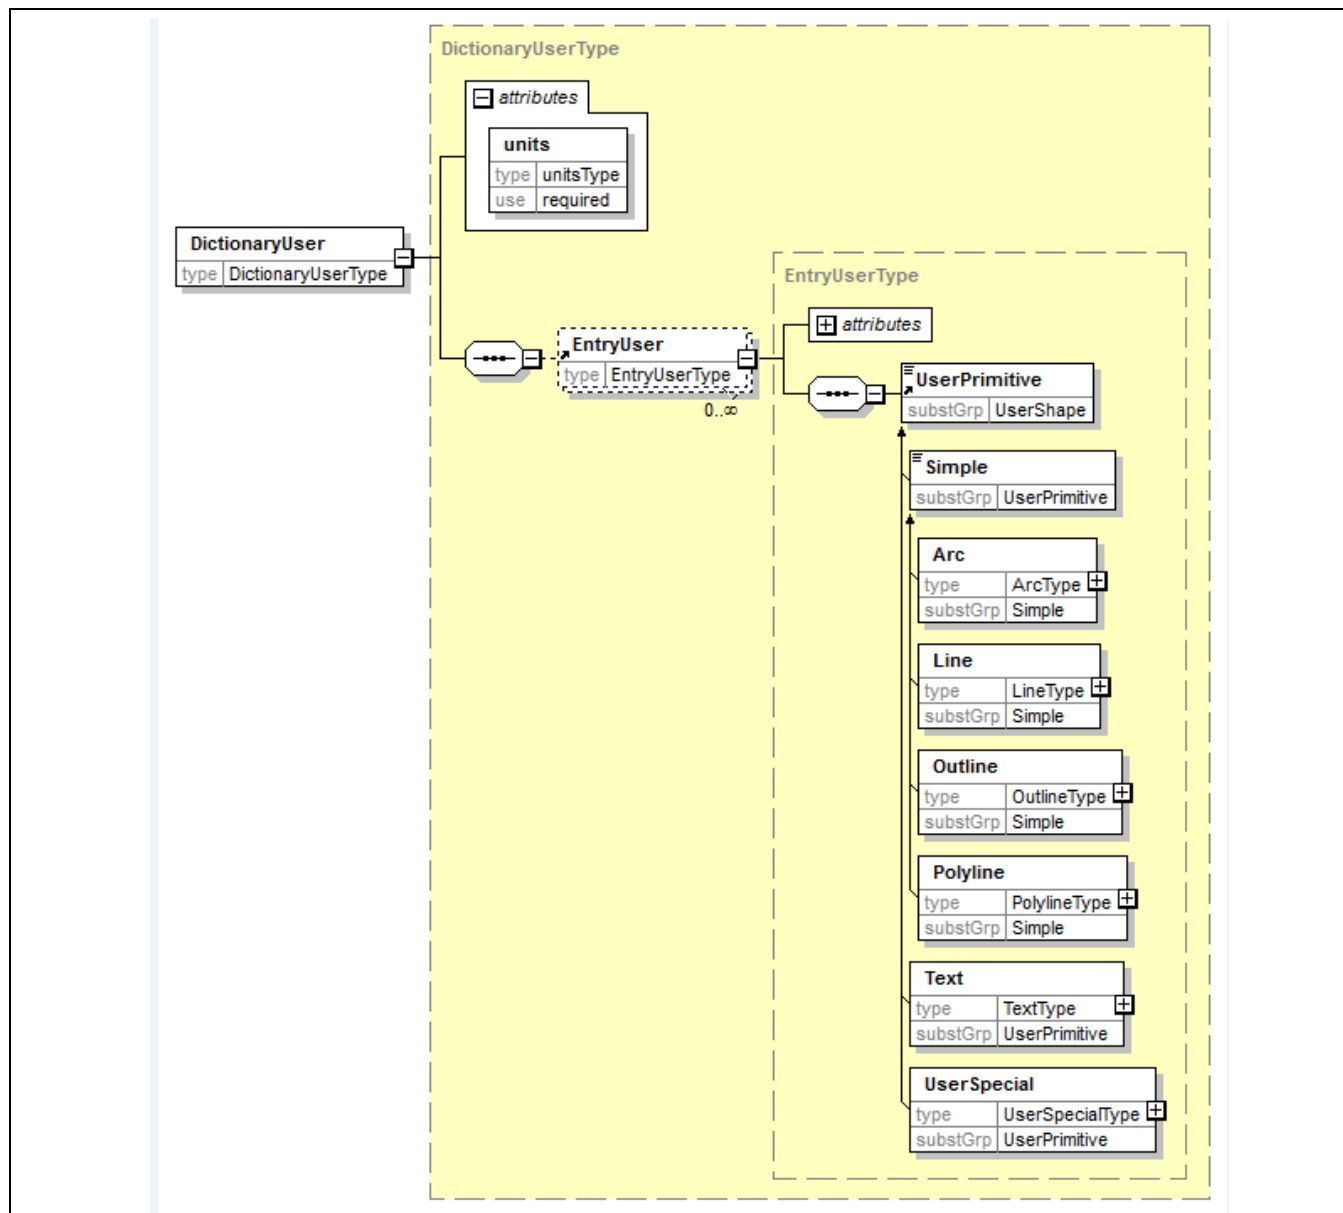 DictionaryUserType
attributes
units
type unitsType
use required
DictionaryUser
type DictionaryUserType
EntryUserType
attributes
EntryUser
type EntryUserType
0..∞
UserPrimitive
substGrp UserShape
Simple
substGrp UserPrimitive
Arc
type ArcType
substGrp Simple
Line
type LineType
substGrp Simple
Outline
type OutlineType
substGrp Simple
Polyline
type PolylineType
substGrp Simple
Text
type TextType
substGrp UserPrimitive
UserSpecial
type UserSpecialType
substGrp UserPrimitive